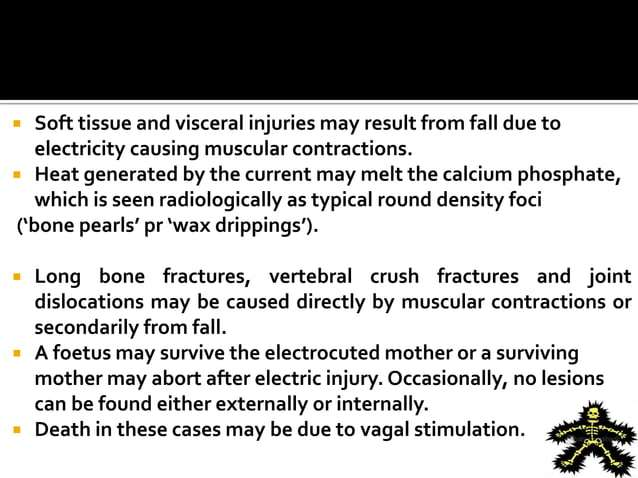 Soft tissue and visceral injuries may result from fall due to
electricity causing muscular contractions.
Heat generated by the current may melt the calcium phosphate,
which is seen radiologically as typical round density foci
(‘bone pearls’ pr ‘wax drippings’).
Long bone fractures, vertebral crush fractures and joint
dislocations may be caused directly by muscular contractions or
secondarily from fall.
A foetus may survive the electrocuted mother or a surviving
mother may abort after electric injury. Occasionally, no lesions
can be found either externally or internally.
Death in these cases may be due to vagal stimulation.